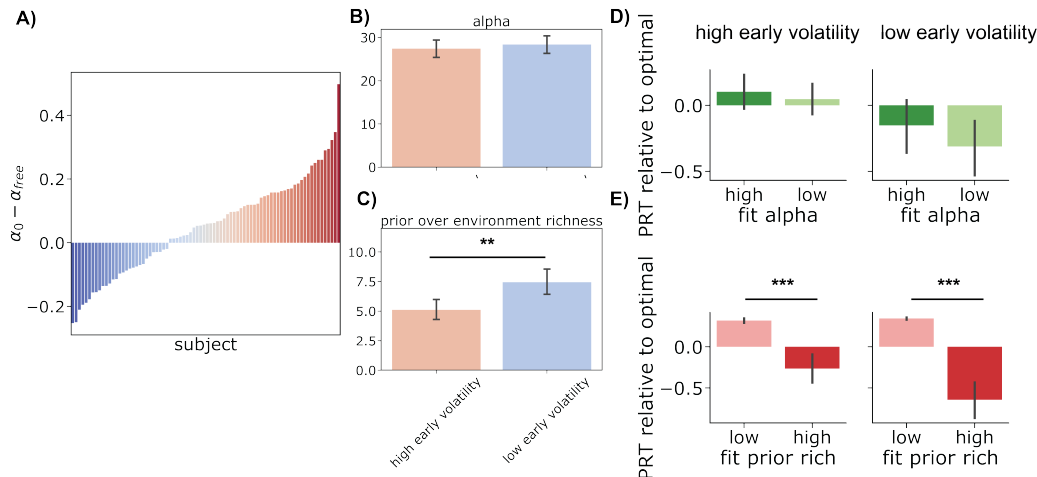 A)
0.4
0.2
0.0
−0.2
α0 − αfree
subject
B)
alpha
30
20
10
0
C)
prior over environment richness
**
10.0
7.5
5.0
2.5
0.0
high early volatility
low early volatility
D)
high early volatility
low early volatility
PRT relative to optimal
0.0
−0.5
high
low
fit alpha
high
low
fit alpha
E)
PRT relative to optimal
***
***
0.0
−0.5
low
high
fit prior rich
low
high
fit prior rich